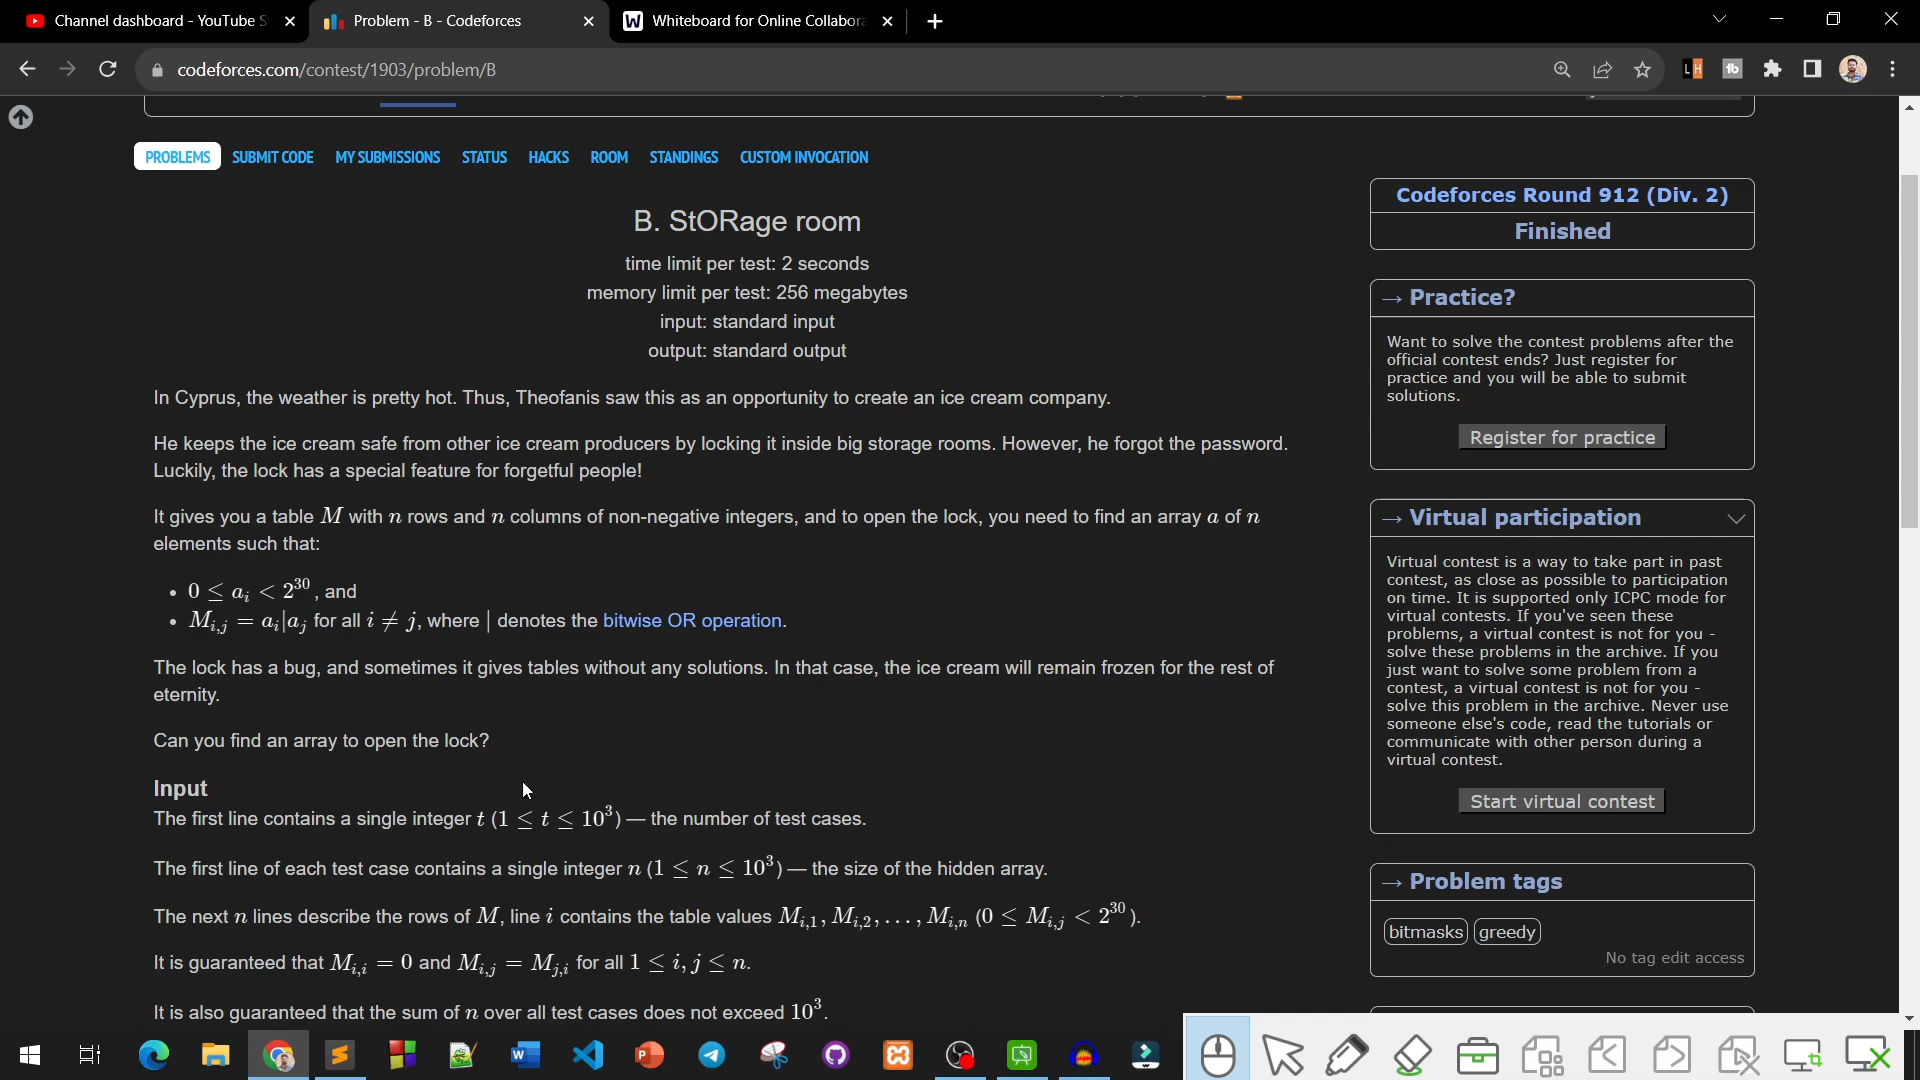 Channel dashboard - YouTube S
Problem - B - Codeforces
Whiteboard for Online Collabora
codeforces.com/contest/1903/problem/B
PROBLEMS SUBMIT CODE MY SUBMISSIONS STATUS HACKS ROOM STANDINGS CUSTOM INVOCATION
B. StORage room
time limit per test: 2 seconds
memory limit per test: 256 megabytes
input: standard input
output: standard output
In Cyprus, the weather is pretty hot. Thus, Theofanis saw this as an opportunity to create an ice cream company.
He keeps the ice cream safe from other ice cream producers by locking it inside big storage rooms. However, he forgot the password.
Luckily, the lock has a special feature for forgetful people!
It gives you a table M with n rows and n columns of non-negative integers, and to open the lock, you need to find an array a of n
elements such that:
• 0 ≤ a_i < 2^30, and
• M_{i,j} = a_i|a_j for all i ≠ j, where | denotes the bitwise OR operation.
The lock has a bug, and sometimes it gives tables without any solutions. In that case, the ice cream will remain frozen for the rest of
eternity.
Can you find an array to open the lock?
Input
The first line contains a single integer t (1 ≤ t ≤ 10^3) — the number of test cases.
The first line of each test case contains a single integer n (1 ≤ n ≤ 10^3) — the size of the hidden array.
The next n lines describe the rows of M, line i contains the table values M_{i,1}, M_{i,2}, . . . , M_{i,n} (0 ≤ M_{i,j} < 2^30).
It is guaranteed that M_{i,i} = 0 and M_{i,j} = M_{j,i} for all 1 ≤ i, j ≤ n.
It is also guaranteed that the sum of n over all test cases does not exceed 10^3.
Codeforces Round 912 (Div. 2)
Finished
→ Practice?
Want to solve the contest problems after the
official contest ends? Just register for
practice and you will be able to submit
solutions.
Register for practice
→ Virtual participation
Virtual contest is a way to take part in past
contest, as close as possible to participation
on time. It is supported only ICPC mode for
virtual contests. If you've seen these
problems, a virtual contest is not for you -
solve these problems in the archive. If you
just want to solve some problem from a
contest, a virtual contest is not for you -
solve this problem in the archive. Never use
someone else's code, read the tutorials or
communicate with other person during a
virtual contest.
Start virtual contest
→ Problem tags
bitmasks greedy
No tag edit access